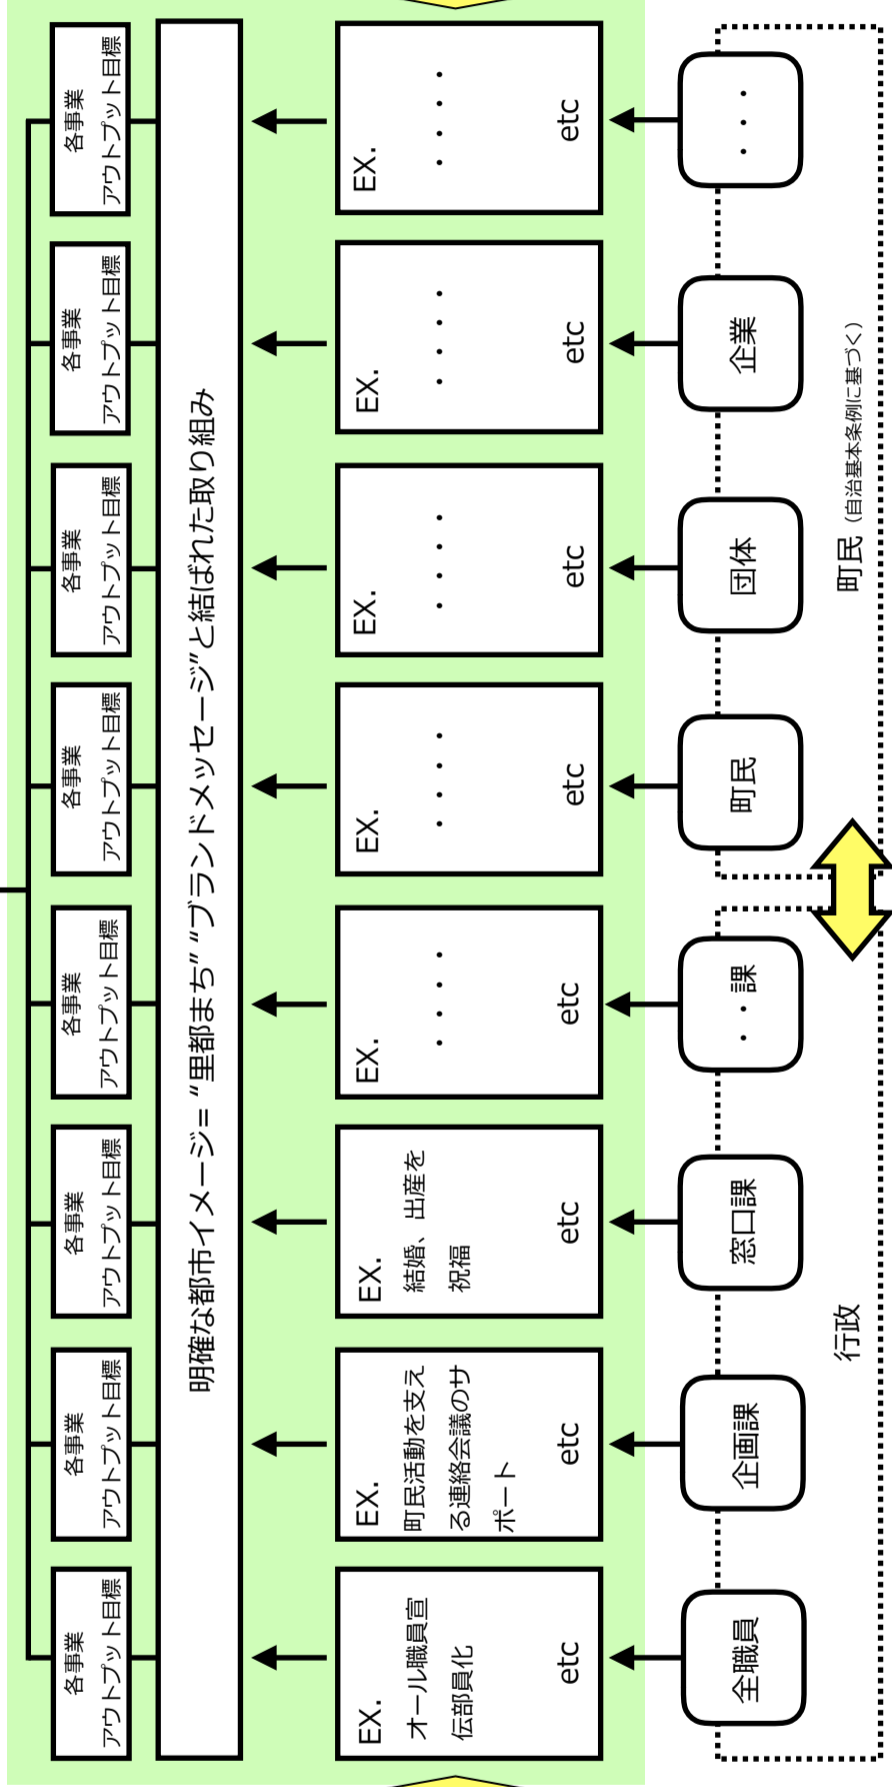 各事業
アウトプット目標
各事業
アウトプット目標
各事業
アウトプット目標
各事業
アウトプット目標
各事業
アウトプット目標
各事業
アウトプット目標
各事業
アウトプット目標
各事業
アウトプット目標
明確な都市イメージ=“里都まち”“ブランドメッセージ”と結ばれた取り組み
EX.
オール職員宣
伝部員化
etc
EX.
町民活動を支え
る連絡会議のサ
ポート
etc
EX.
結婚、出産を
祝福
etc
EX.
・・・・
etc
EX.
・・・・
etc
EX.
・・・・
etc
EX.
・・・・
etc
EX.
・・・・
etc
全職員
企画課
窓口課
・・課
町民
団体
企業
・・・
行政
町民（自治基本条例に基づく）